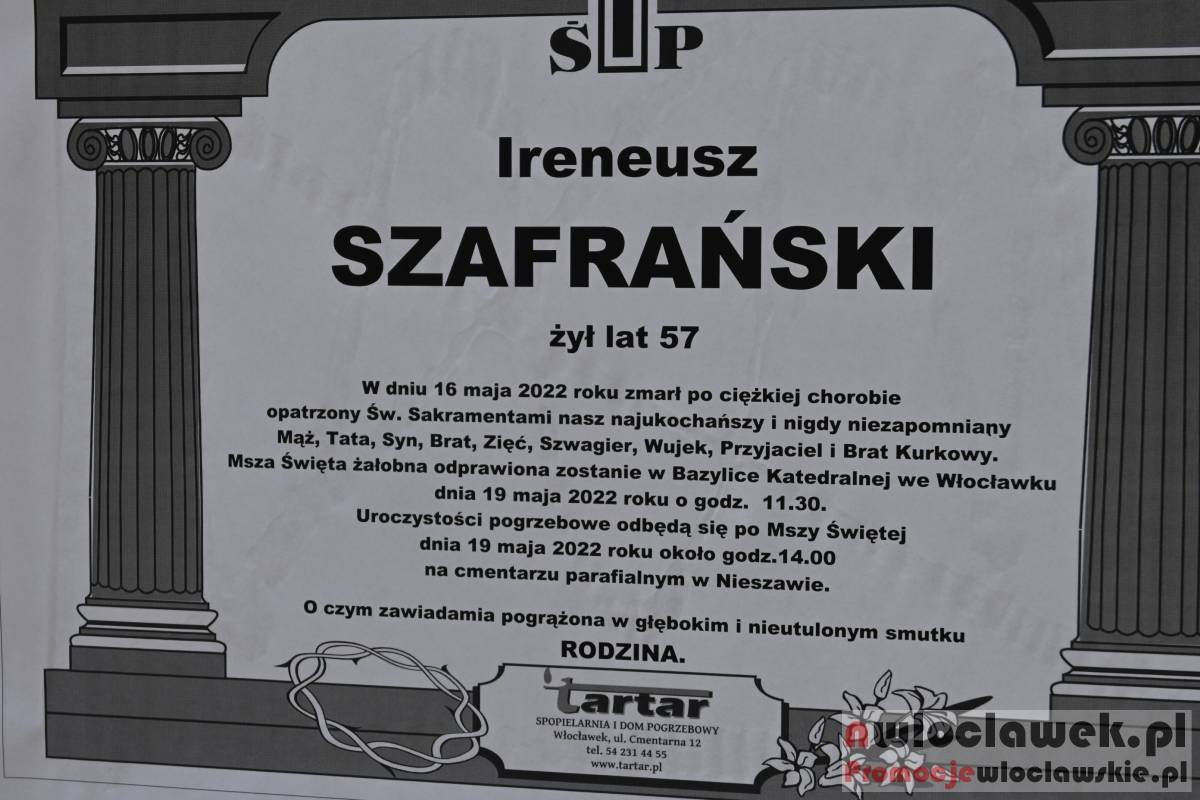 Ś P
Ireneusz
SZAFRAŃSKI
żył lat 57
W dniu 16 maja 2022 roku zmarł po ciężkiej chorobie
opatrzony Św. Sakramentami nasz najukochańszy i nigdy niezapomniany
Mąż, Tata, Syn, Brat, Zięć, Szwagier, Wujek, Przyjaciel i Brat Kurkowy.
Msza Święta żałobna odprawiona zostanie w Bazylice Katedralnej we Włocławku
dnia 19 maja 2022 roku o godz. 11.30.
Uroczystości pogrzebowe odbędą się po Mszy Świętej
dnia 19 maja 2022 roku około godz.14.00
na cmentarzu parafialnym w Nieszawie.
O czym zawiadamia pogrążona w głębokim i nieutulonym smutku
RODZINA.
tartar
SPOPIELARNIA I DOM POGRZEBOWY
Włocławek, ul. Cmentarna 12
tel. 54 231 44 55
www.tartar.pl
nwloclawek.pl
Promocjewloclawskie.pl